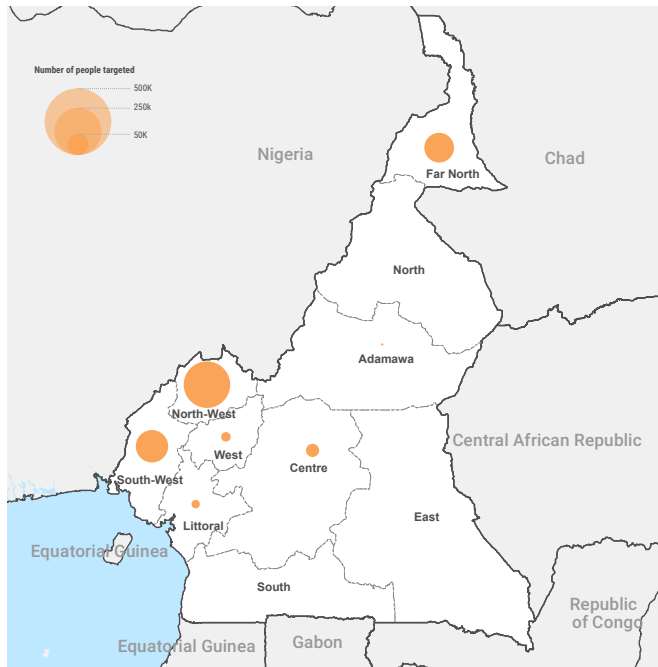 Number of people targeted
500K
250k
50K
Nigeria
Chad
Far North
North
Adamawa
North-West
West
South-West
Centre
Central African Republic
Littoral
East
Equatorial Guinea
South
Republic
of Congo
Equatorial Guinea
Gabon